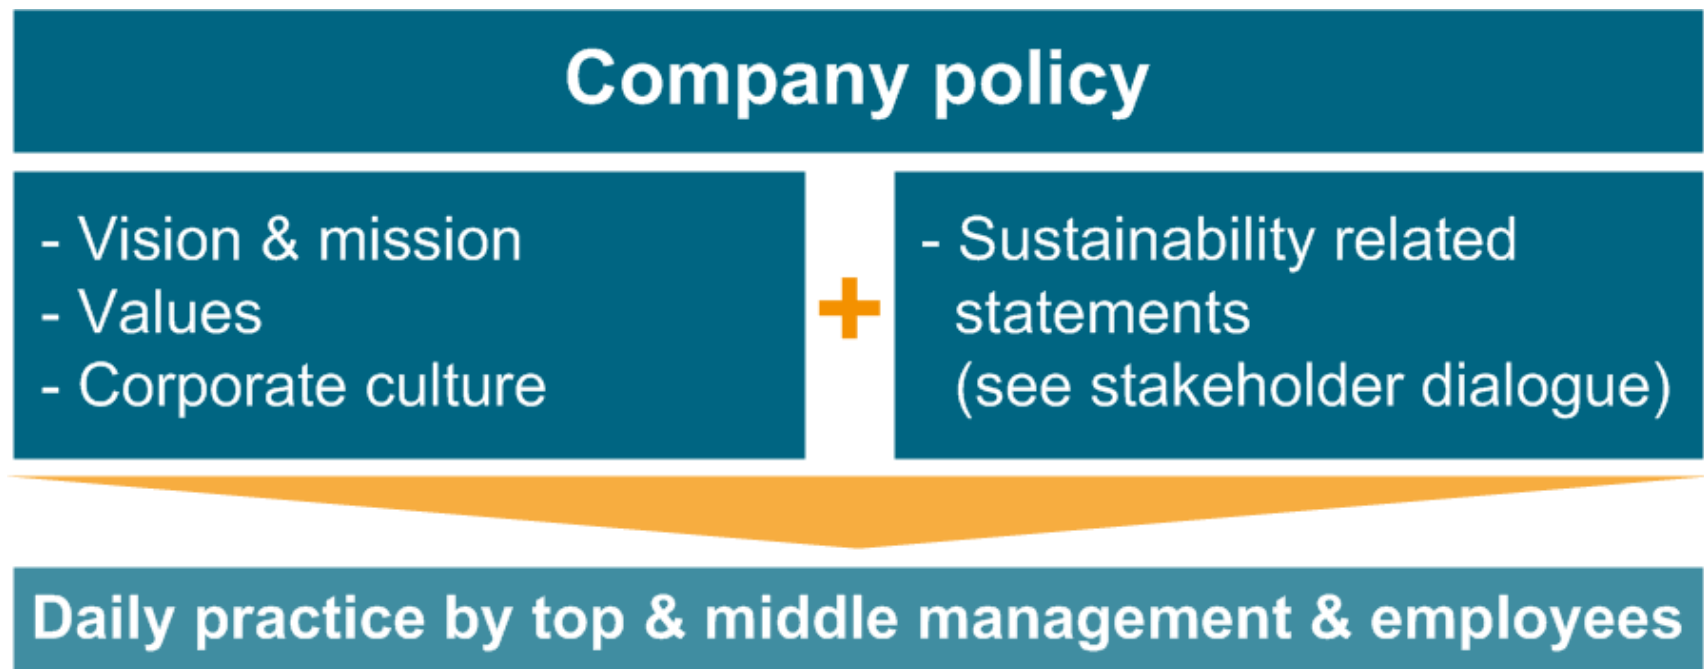 Company policy
- Vision & mission
- Values
- Corporate culture
+
- Sustainability related
statements
(see stakeholder dialogue)
Daily practice by top & middle management & employees